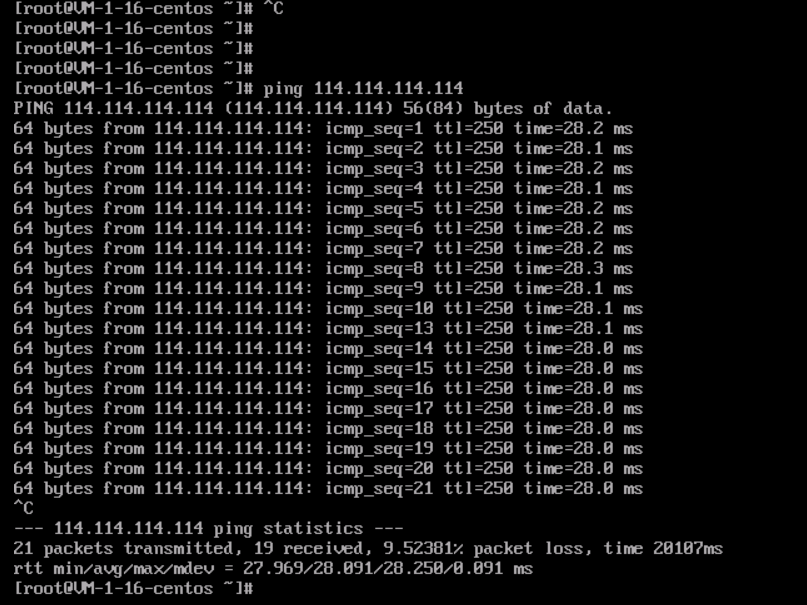 [root@VM-1-16-centos ~]# ^C
[root@VM-1-16-centos ~]#
[root@VM-1-16-centos ~]#
[root@VM-1-16-centos ~]#
[root@VM-1-16-centos ~]# ping 114.114.114.114
PING 114.114.114.114 (114.114.114.114) 56(84) bytes of data.
64 bytes from 114.114.114.114: icmp_seq=1 ttl=250 time=28.2 ms
64 bytes from 114.114.114.114: icmp_seq=2 ttl=250 time=28.1 ms
64 bytes from 114.114.114.114: icmp_seq=3 ttl=250 time=28.2 ms
64 bytes from 114.114.114.114: icmp_seq=4 ttl=250 time=28.1 ms
64 bytes from 114.114.114.114: icmp_seq=5 ttl=250 time=28.2 ms
64 bytes from 114.114.114.114: icmp_seq=6 ttl=250 time=28.2 ms
64 bytes from 114.114.114.114: icmp_seq=7 ttl=250 time=28.2 ms
64 bytes from 114.114.114.114: icmp_seq=8 ttl=250 time=28.3 ms
64 bytes from 114.114.114.114: icmp_seq=9 ttl=250 time=28.1 ms
64 bytes from 114.114.114.114: icmp_seq=10 ttl=250 time=28.1 ms
64 bytes from 114.114.114.114: icmp_seq=13 ttl=250 time=28.1 ms
64 bytes from 114.114.114.114: icmp_seq=14 ttl=250 time=28.0 ms
64 bytes from 114.114.114.114: icmp_seq=15 ttl=250 time=28.0 ms
64 bytes from 114.114.114.114: icmp_seq=16 ttl=250 time=28.0 ms
64 bytes from 114.114.114.114: icmp_seq=17 ttl=250 time=28.0 ms
64 bytes from 114.114.114.114: icmp_seq=18 ttl=250 time=28.0 ms
64 bytes from 114.114.114.114: icmp_seq=19 ttl=250 time=28.0 ms
64 bytes from 114.114.114.114: icmp_seq=20 ttl=250 time=28.0 ms
64 bytes from 114.114.114.114: icmp_seq=21 ttl=250 time=28.0 ms
^C
--- 114.114.114.114 ping statistics ---
21 packets transmitted, 19 received, 9.52381% packet loss, time 20107ms
rtt min/avg/max/mdev = 27.969/28.091/28.250/0.091 ms
[root@VM-1-16-centos ~]#